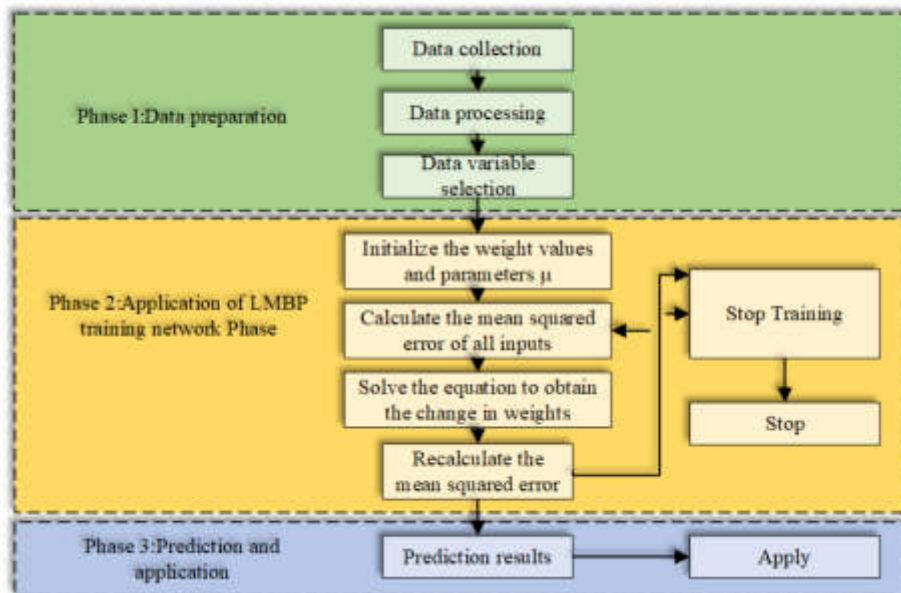 Data collection
Phase 1:Data preparation
Data processing
Data variable
selection
Initialize the weight values
and parameters μ
Phase 2:Application of LMBP
training network Phase
Calculate the mean squared
error of all inputs
Stop Training
Solve the equation to obtain
the change in weights
Stop
Recalculate the
mean squared error
Phase 3:Prediction and
application
Prediction results
Apply